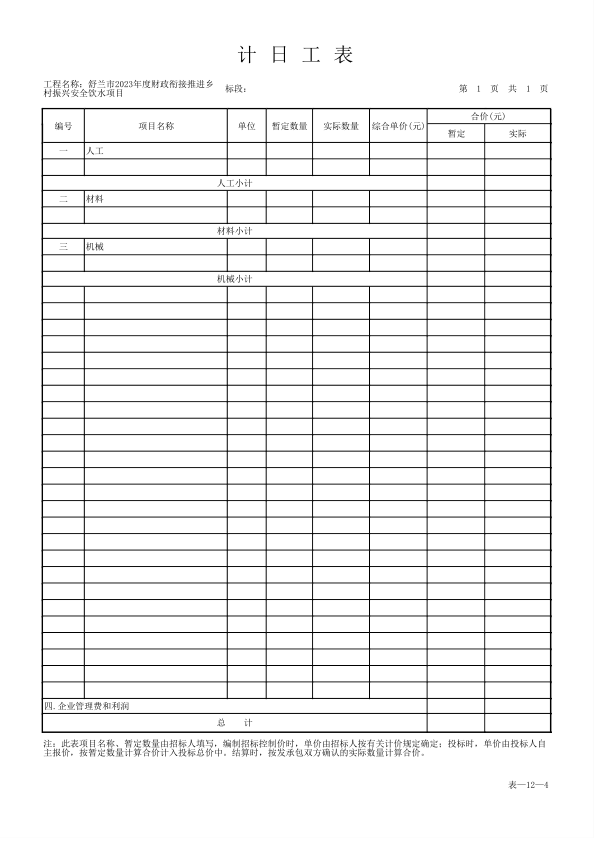 计 日 工 表
工程名称：舒兰市2023年度财政衔接推进乡
村振兴安全饮水项目
标段：
第 1 页 共 1 页
编号 项目名称 单位 暂定数量 实际数量 综合单价(元) 合价(元)
暂定 实际
一 人工
人工小计
二 材料
材料小计
三 机械
机械小计
四.企业管理费和利润
总 计
注：此表项目名称、暂定数量由招标人填写，编制招标控制价时，单价由招标人按有关计价规定确定；投标时，单价由投标人自
主报价，按暂定数量计算合价计入投标总价中。结算时，按发承包双方确认的实际数量计算合价。
表—12—4